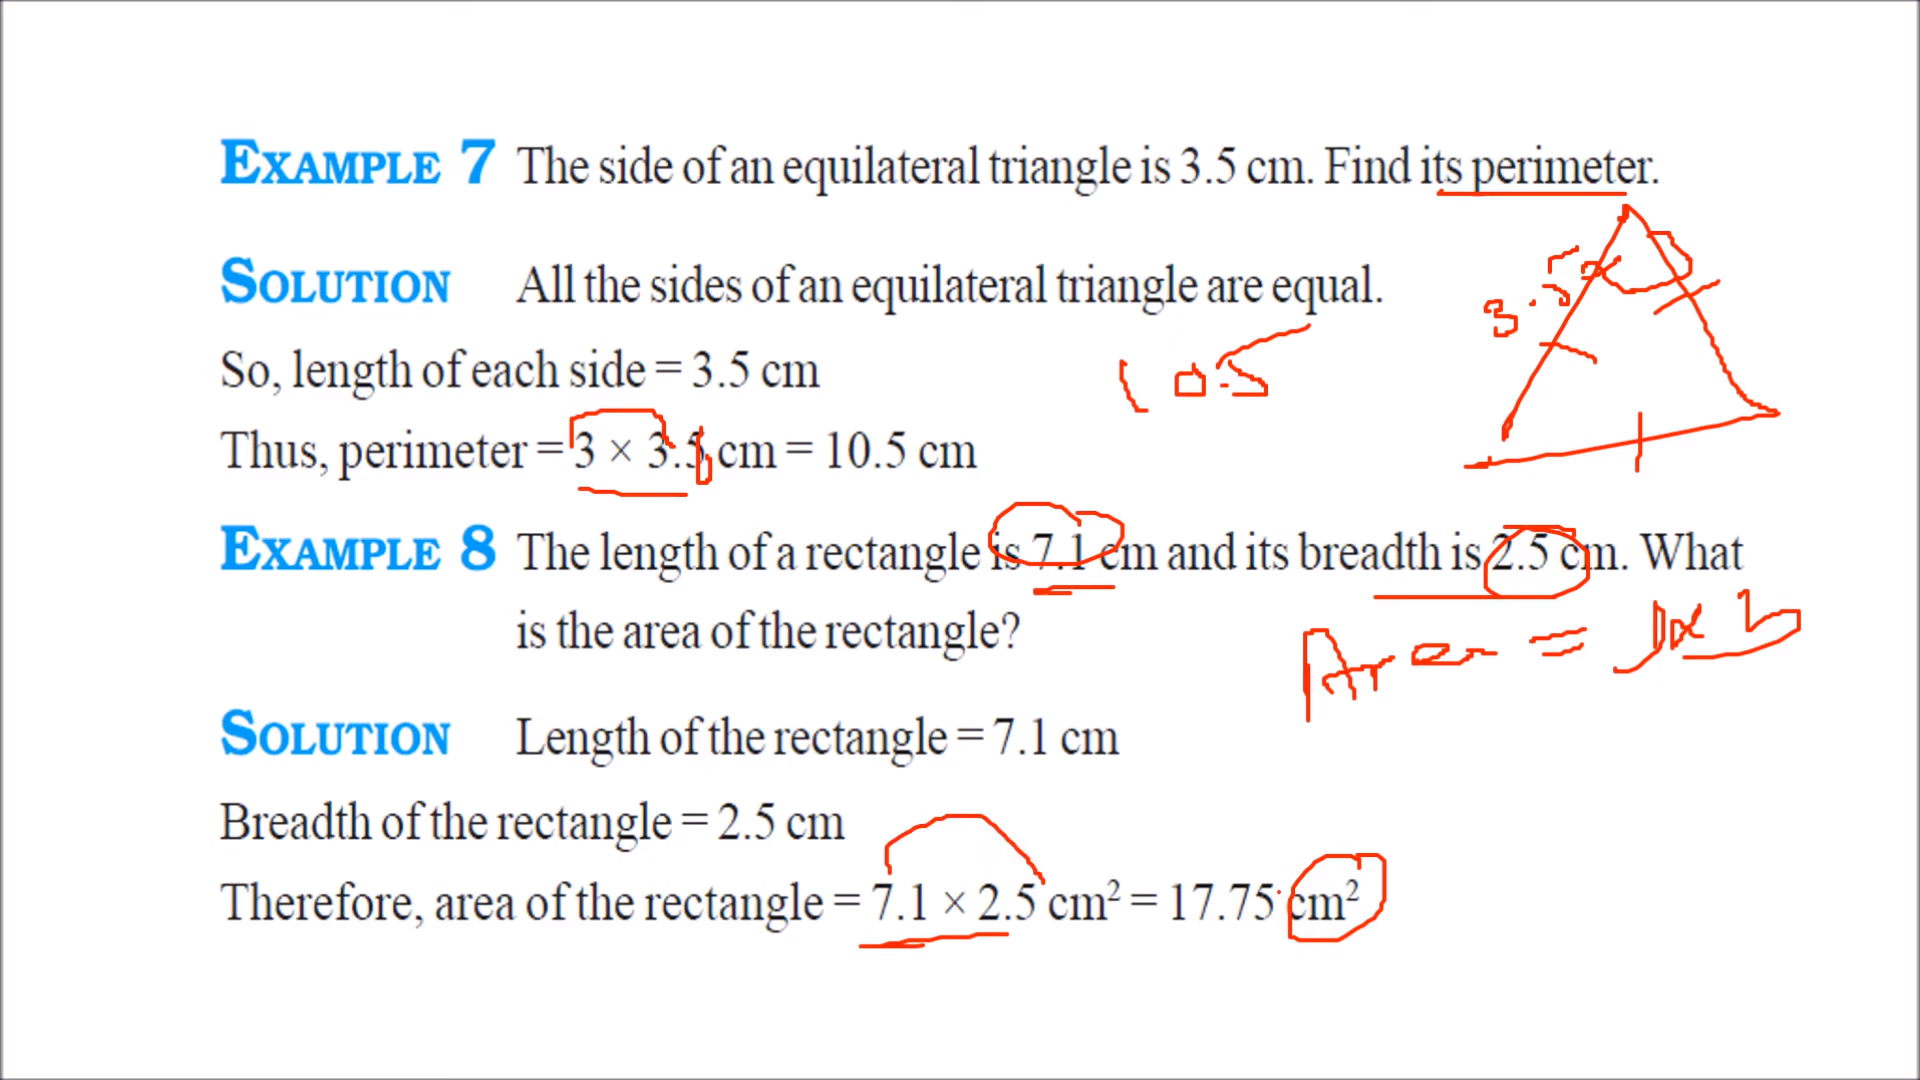 EXAMPLE 7 The side of an equilateral triangle is 3.5 cm. Find its perimeter.
SOLUTION All the sides of an equilateral triangle are equal.
3.5
So, length of each side = 3.5 cm
10.5
Thus, perimeter = 3 × 3.5 cm = 10.5 cm
EXAMPLE 8 The length of a rectangle is 7.1 cm and its breadth is 2.5 cm. What
is the area of the rectangle?
Area = l x b
SOLUTION Length of the rectangle = 7.1 cm
Breadth of the rectangle = 2.5 cm
Therefore, area of the rectangle = 7.1 × 2.5 cm² = 17.75 cm²